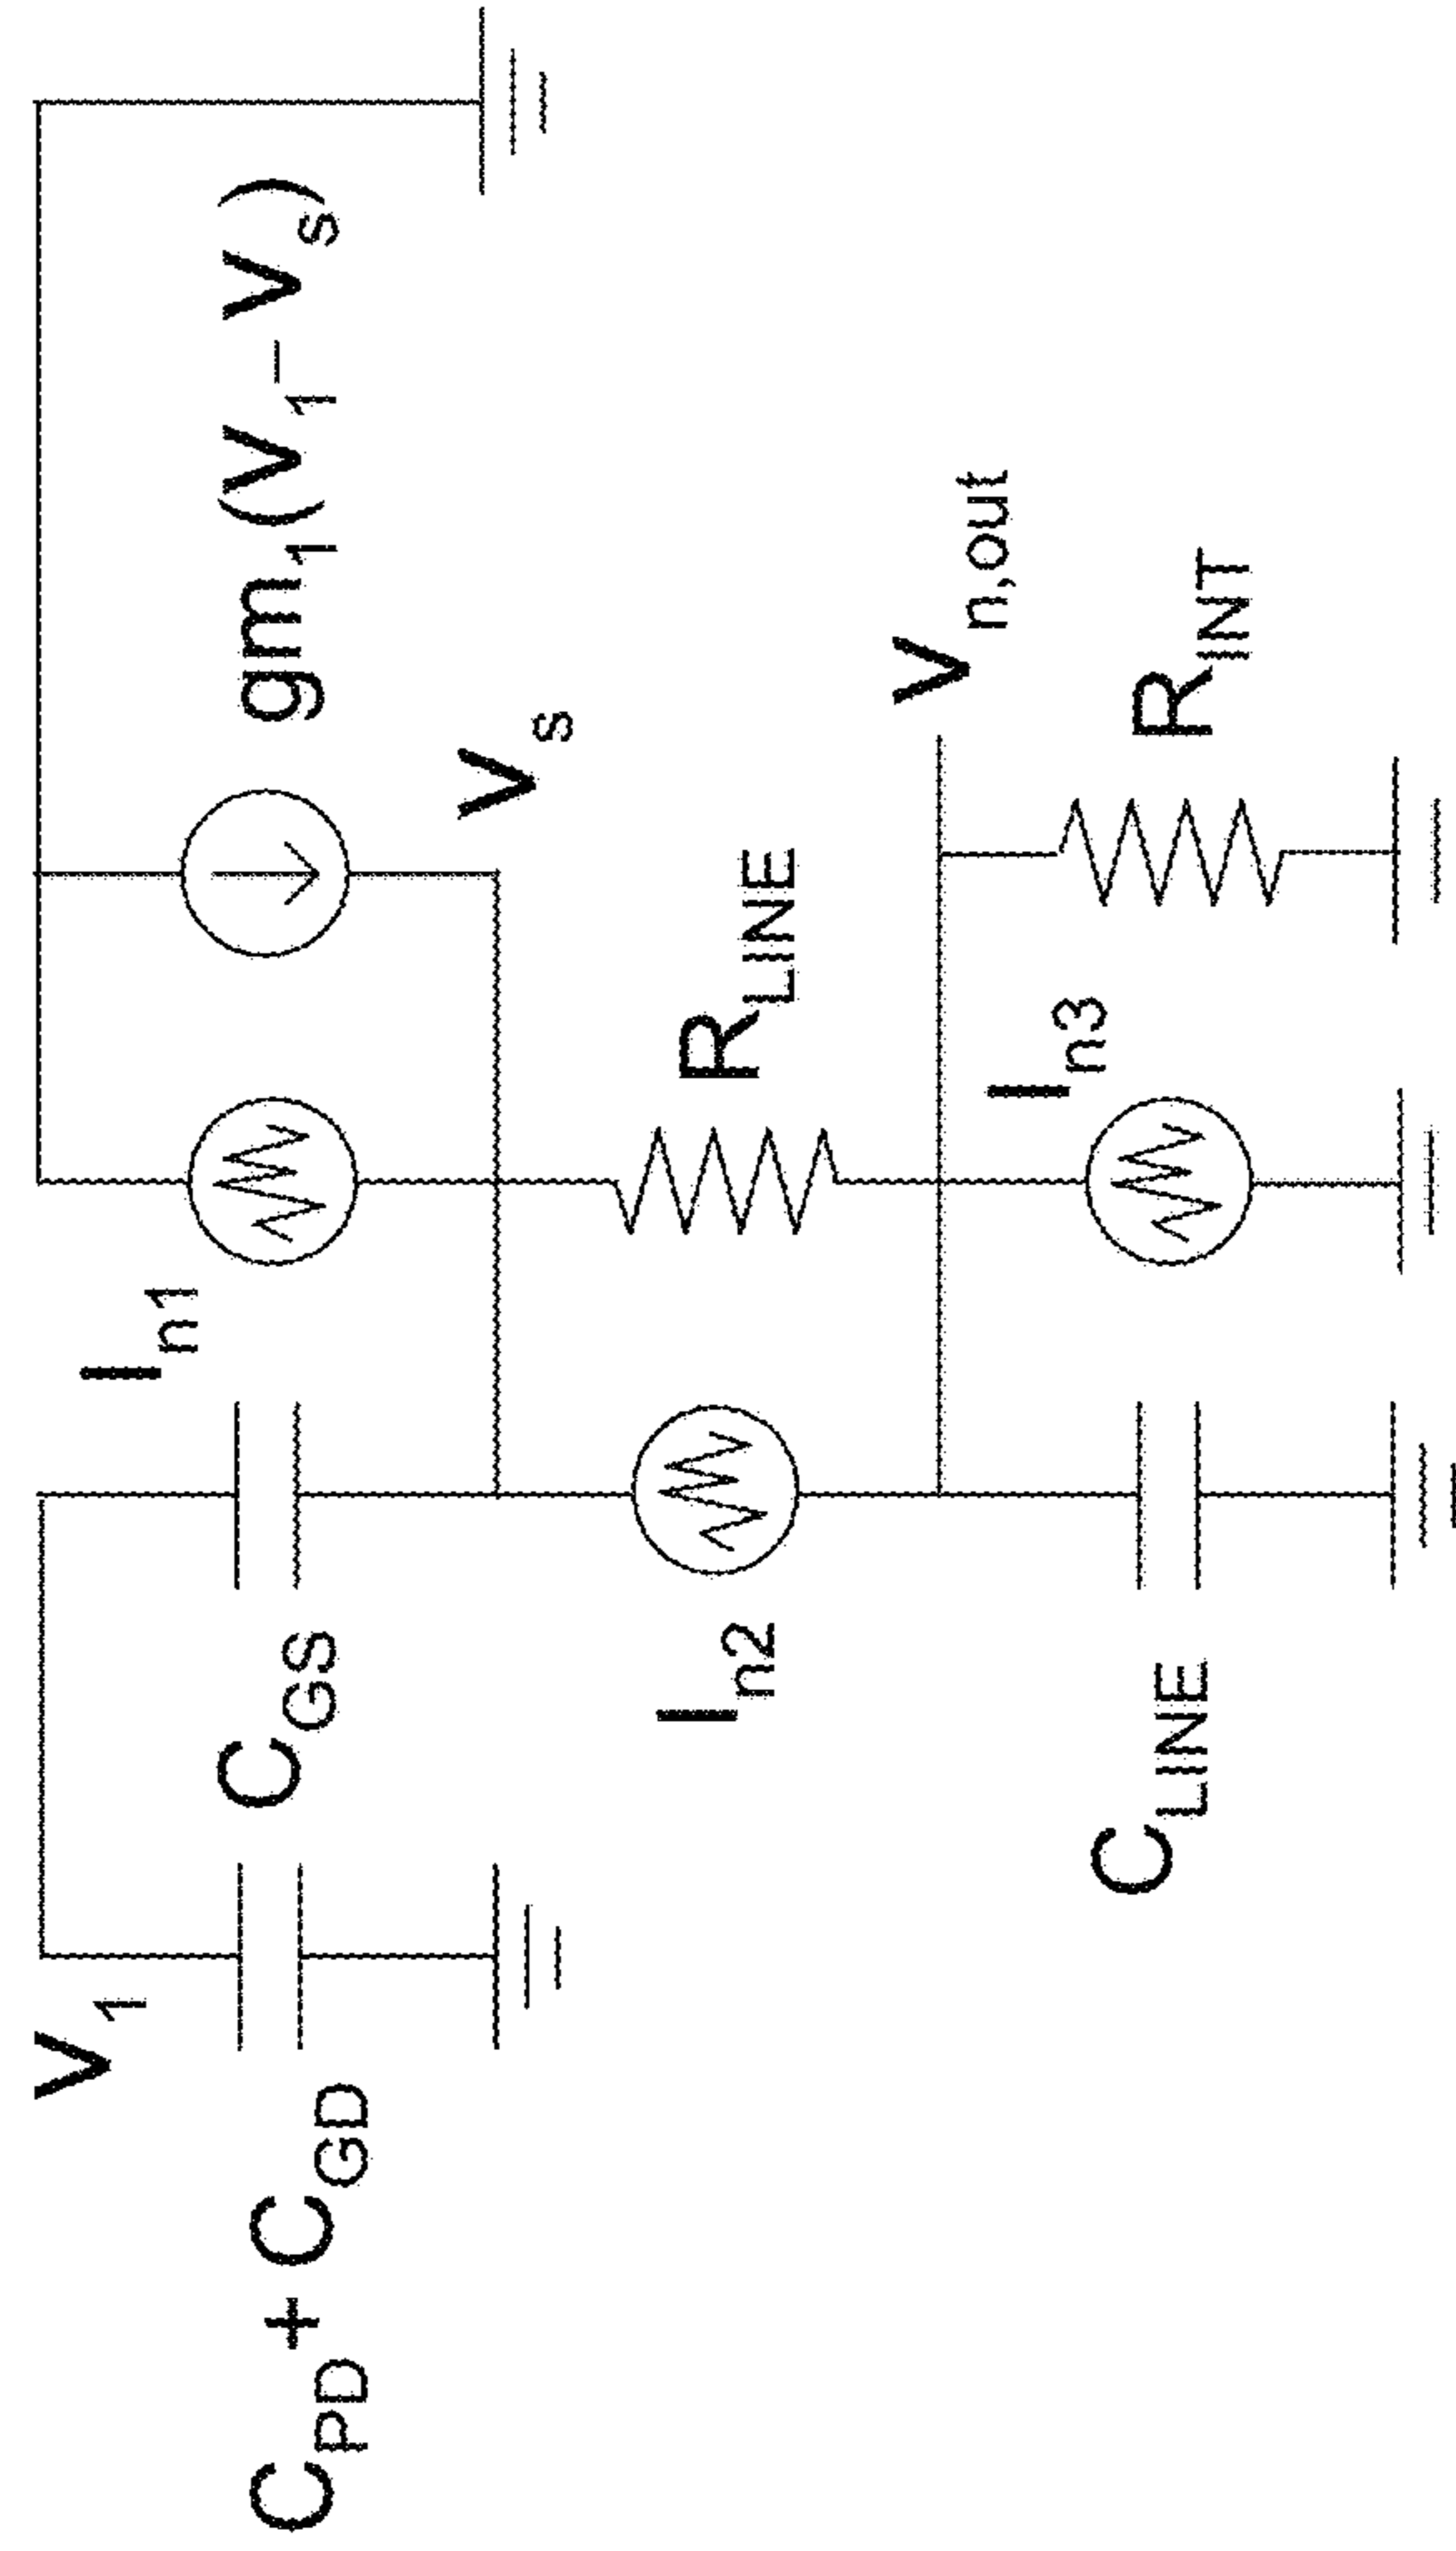 V1
CPD + CGD
CGS
In1
gm1(V1 − Vs)
Vs
In2
RLINE
Vn,out
CLINE
In3
RINT